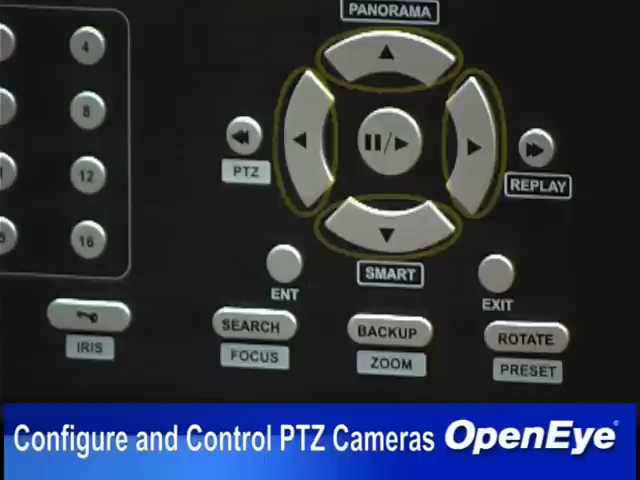 PANORAMA
4
8
12
16
PTZ
REPLAY
SMART
ENT
EXIT
SEARCH
BACKUP
ROTATE
IRIS
FOCUS
ZOOM
PRESET
Configure and Control PTZ Cameras OpenEye®